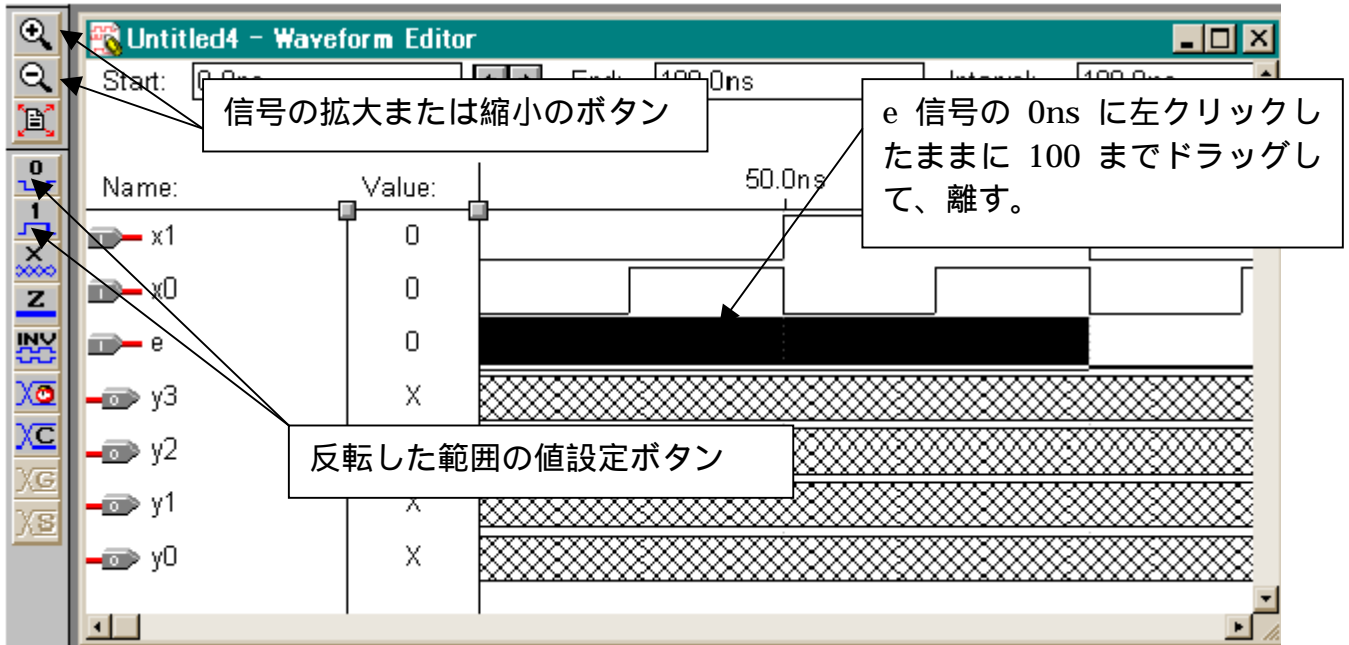 Untitled4 - Waveform Editor
Start:
End:
信号の拡大または縮小のボタン
e 信号の 0ns に左クリックし
たままに 100 までドラッグし
て、離す。
0
1
X
Z
INV
XC
XG
XS
Name:
Value:
50.0ns
x1
0
x0
0
e
0
y3
X
y2
反転した範囲の値設定ボタン
y1
X
y0
X